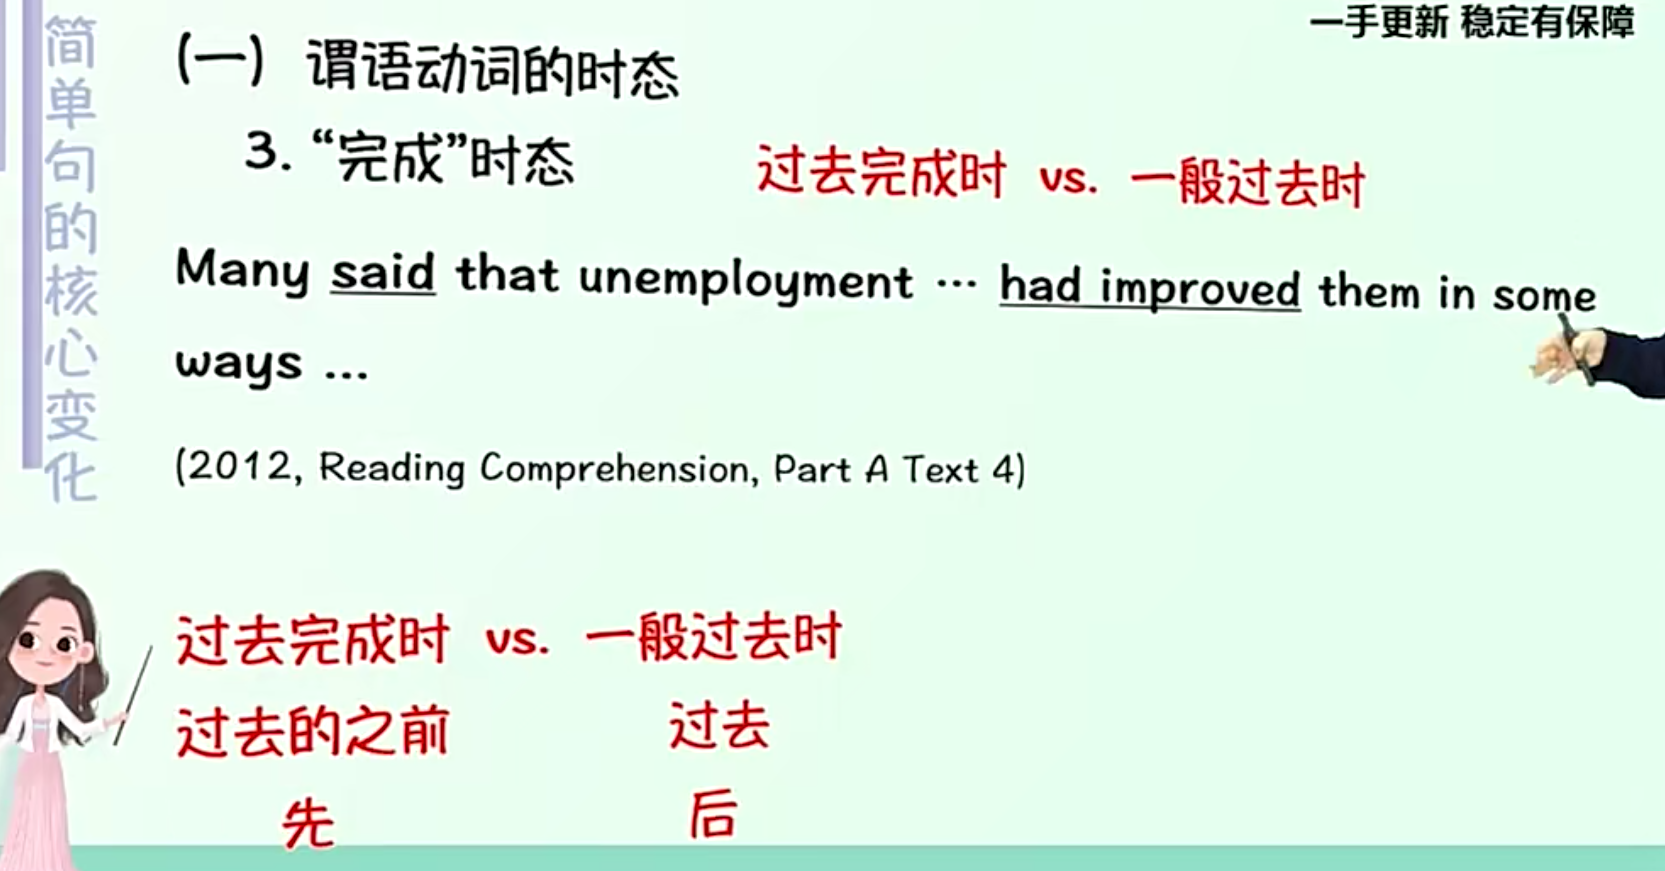 一手更新 稳定有保障
简单句的核心变化
(一) 谓语动词的时态
3. “完成”时态 过去完成时 vs. 一般过去时
Many said that unemployment … had improved them in some
ways …
(2012, Reading Comprehension, Part A Text 4)
过去完成时 vs. 一般过去时
过去的之前 过去
先 后